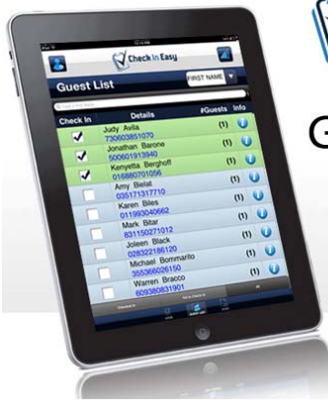 Check In Easy
Guest List
FIRST NAME
Check In Details #Guests Info
Judy Avila (1)
730603851070
Jonathan Barone (1)
500601913940
Kenyetta Berghoff (1)
016880701056
Amy Bielat (1)
035171317710
Karen Biles (1)
011993040662
Mark Bitar (1)
831150271012
Joleen Black (1)
028322186120
Michael Bommarito (1)
355366026150
Warren Bracco (1)
609380831901
All
G